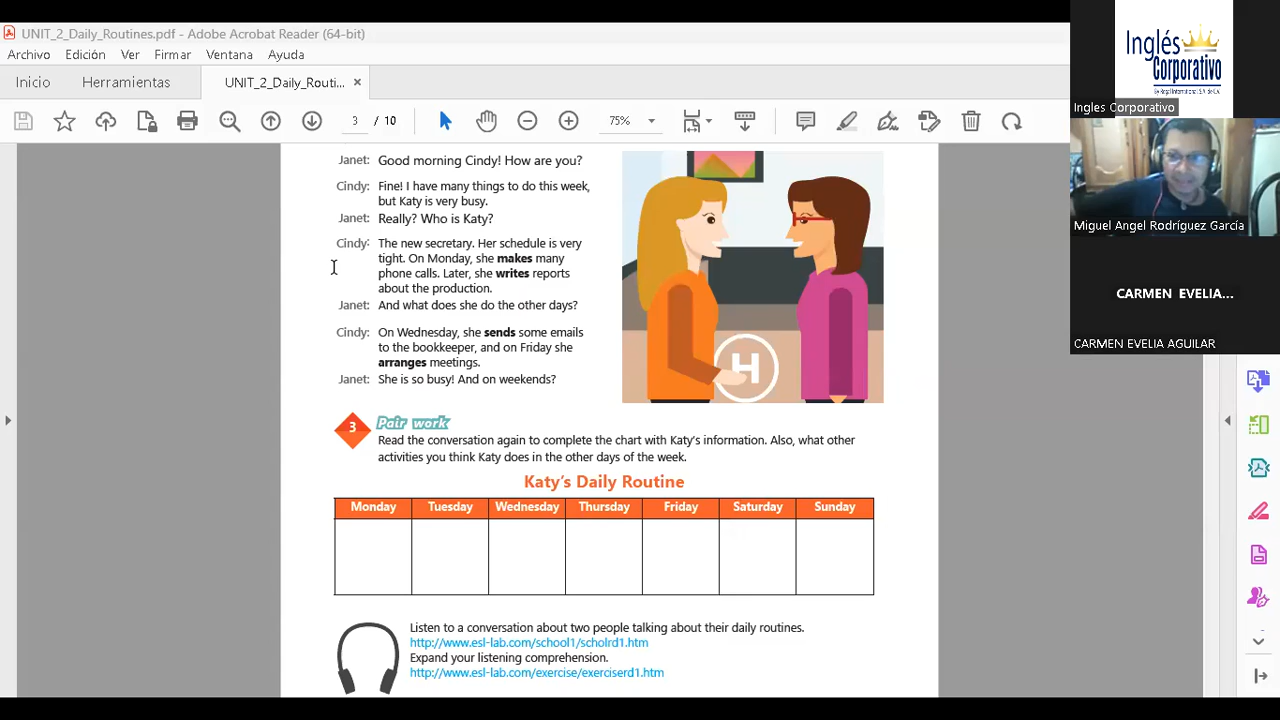 UNIT_2_Daily_Routines.pdf - Adobe Acrobat Reader (64-bit)
Archivo Edición Ver Firmar Ventana Ayuda
Inicio Herramientas UNIT_2_Daily_Routi... ×
3 / 10 75%
Janet: Good morning Cindy! How are you?
Cindy: Fine! I have many things to do this week,
but Katy is very busy.
Janet: Really? Who is Katy?
Cindy: The new secretary. Her schedule is very
tight. On Monday, she makes many
phone calls. Later, she writes reports
about the production.
Janet: And what does she do the other days?
Cindy: On Wednesday, she sends some emails
to the bookkeeper, and on Friday she
arranges meetings.
Janet: She is so busy! And on weekends?
H
3 Pair work
Read the conversation again to complete the chart with Katy's information. Also, what other
activities you think Katy does in the other days of the week.
Katy's Daily Routine
Monday Tuesday Wednesday Thursday Friday Saturday Sunday
Listen to a conversation about two people talking about their daily routines.
http://www.esl-lab.com/school1/scholrd1.htm
Expand your listening comprehension.
http://www.esl-lab.com/exercise/exerciserd1.htm
Inglés
Corporativo
By Regal International, S.A. de C.V.
Ingles Corporativo
Miguel Angel Rodríguez García
CARMEN EVELIA...
CARMEN EVELIA AGUILAR